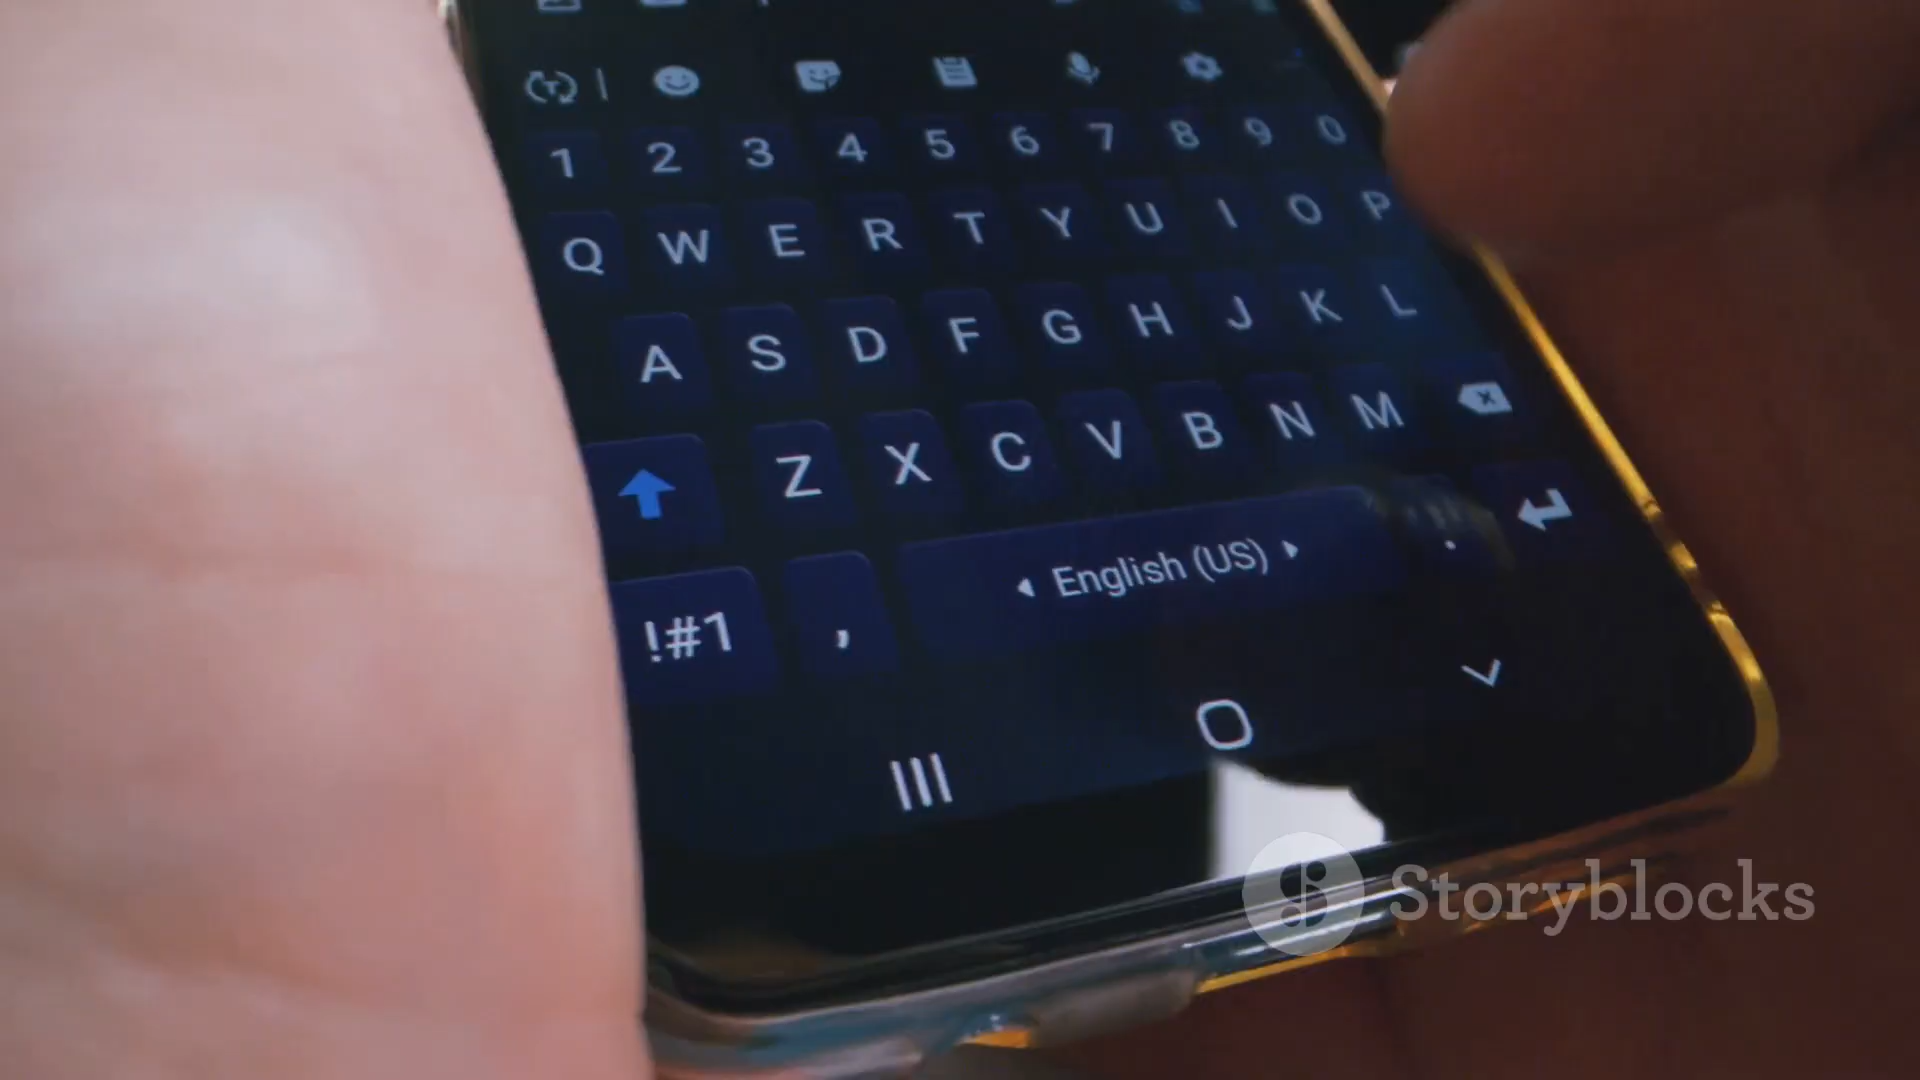 1 2 3 4 5 6 7 8 9 0
Q W E R T Y U I O P
A S D F G H J K L
Z X C V B N M
!#1 , English (US) .
Storyblocks